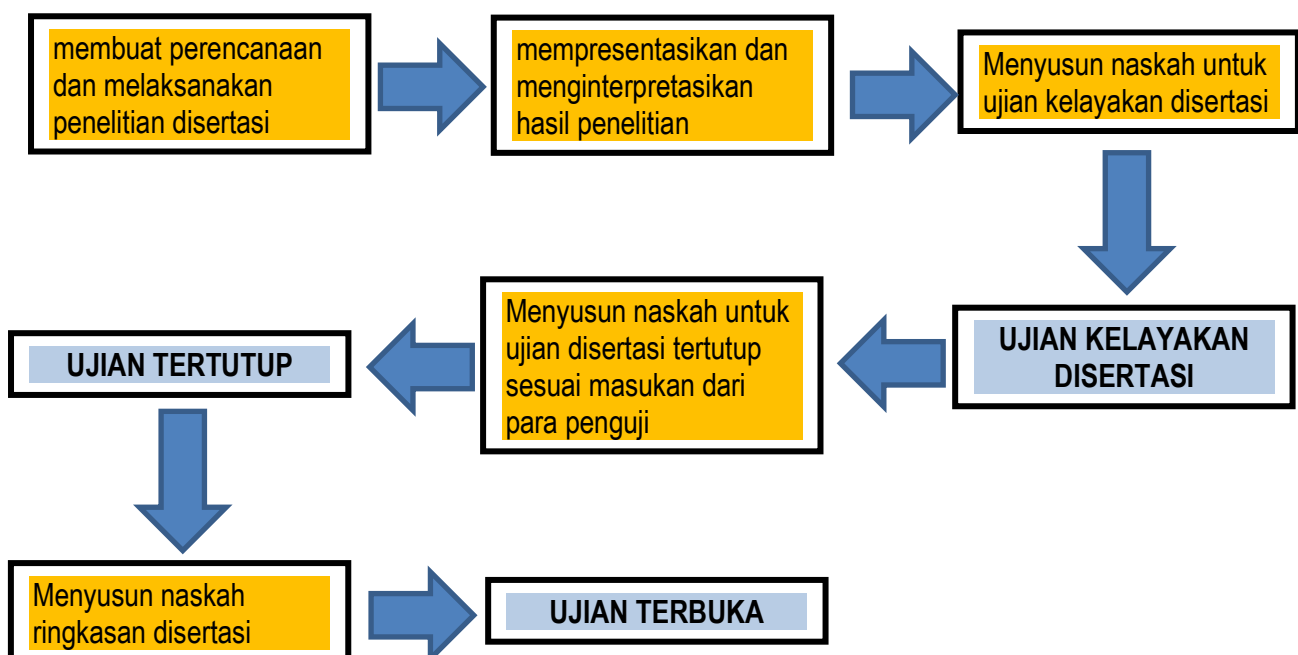 membuat perencanaan
dan melaksanakan
penelitian disertasi
mempresentasikan dan
menginterpretasikan
hasil penelitian
Menyusun naskah untuk
ujian kelayakan disertasi
UJIAN KELAYAKAN
DISERTASI
Menyusun naskah untuk
ujian disertasi tertutup
sesuai masukan dari
para penguji
UJIAN TERTUTUP
Menyusun naskah
ringkasan disertasi
UJIAN TERBUKA